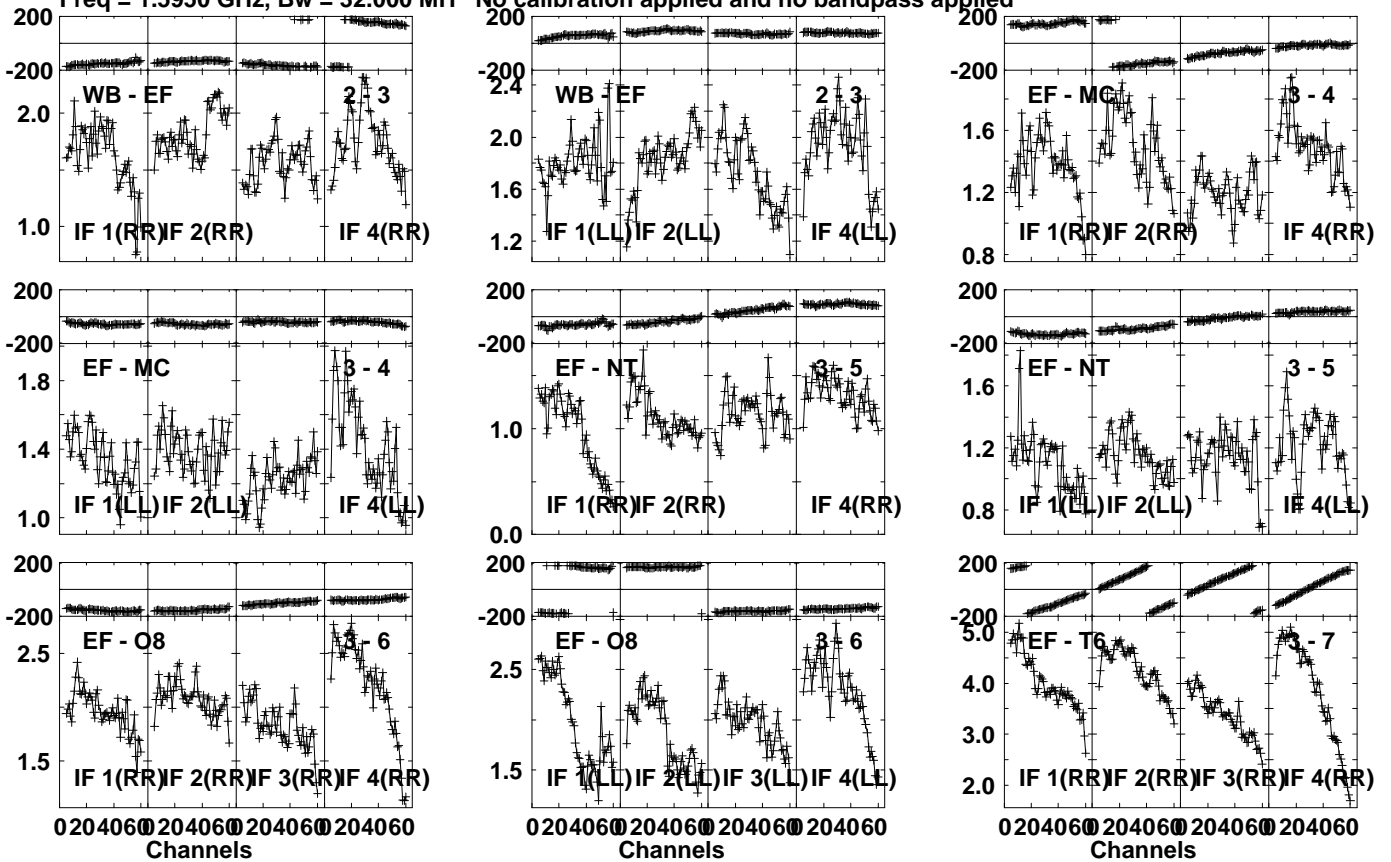 Freq = 1.5950 GHz, Bw = 32.000 MH No calibration applied and no bandpass applied
200
-200
WB - EF 2 - 3
2.0
1.0
IF 1(RR) IF 2(RR) IF 4(RR)
2.4
WB - EF 2 - 3
2.0
1.6
1.2
IF 1(LL) IF 2(LL) IF 4(LL)
200
-200
EF - MC 3 - 4
1.6
1.2
0.8
IF 1(RR) IF 2(RR) IF 4(RR)
200
-200
EF - MC 3 - 4
1.8
1.4
1.0
IF 1(LL) IF 2(LL) IF 4(LL)
200
-200
EF - NT 3 - 5
1.0
0.0
IF 1(RR) IF 2(RR) IF 4(RR)
200
-200
EF - NT 3 - 5
1.6
1.2
0.8
IF 1(LL) IF 2(LL) IF 4(LL)
200
-200
EF - O8 3 - 6
2.5
1.5
IF 1(RR) IF 2(RR) IF 3(RR) IF 4(RR)
0 20 40 60 0 20 40 60 0 20 40 60 0 20 40 60
Channels
200
-200
EF - O8 3 - 6
2.5
1.5
IF 1(LL) IF 2(LL) IF 3(LL) IF 4(LL)
0 20 40 60 0 20 40 60 0 20 40 60 0 20 40 60
Channels
200
-200
EF - T6 3 - 7
5.0
4.0
3.0
2.0
IF 1(RR) IF 2(RR) IF 3(RR) IF 4(RR)
0 20 40 60 0 20 40 60 0 20 40 60 0 20 40 60
Channels